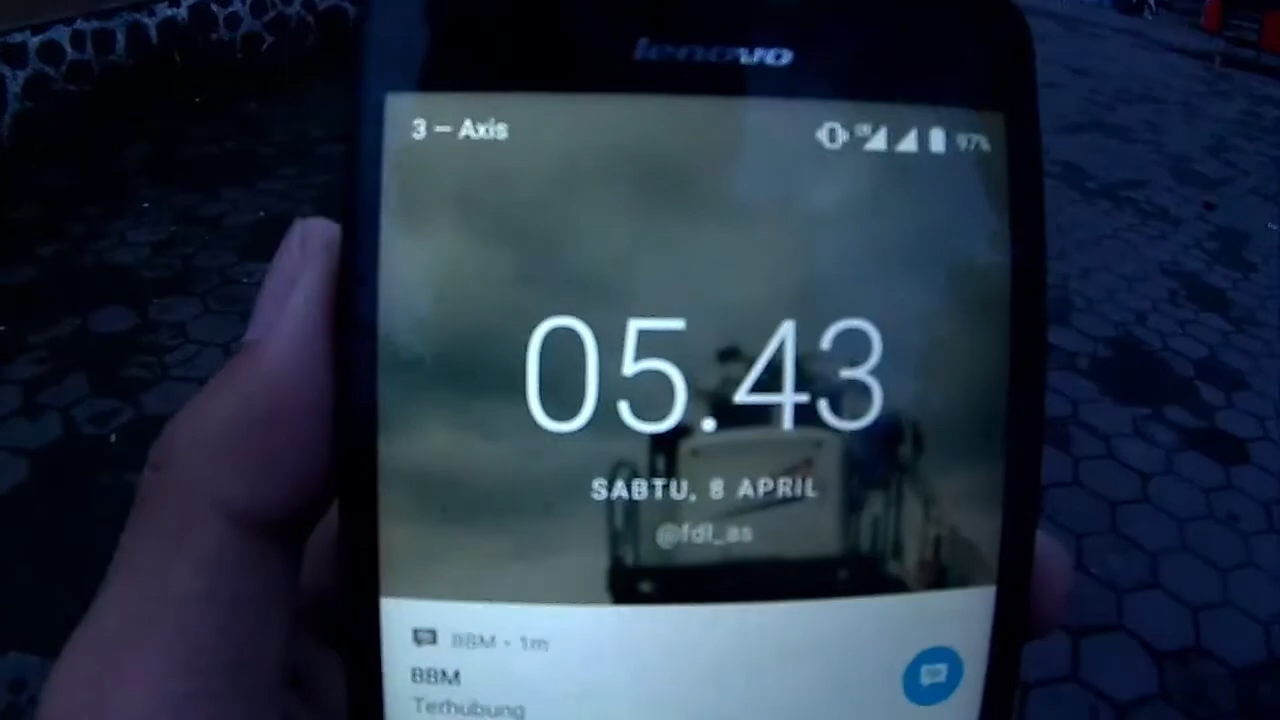 lenovo
3 — Axis
97%
05.43
SABTU, 8 APRIL
@fdl_as
BBM • 1m
BBM
Terhubung